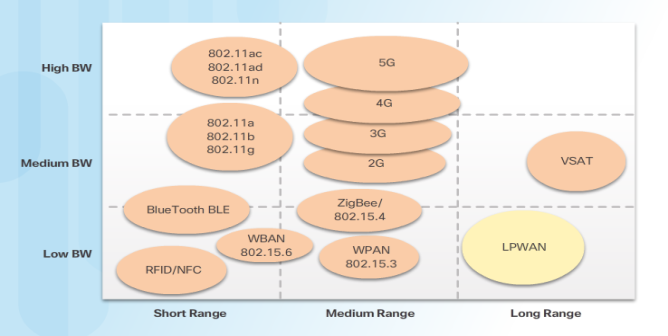 High BW
802.11ac
802.11ad
802.11n
5G
4G
Medium BW
802.11a
802.11b
802.11g
3G
2G
VSAT
BlueTooth BLE
ZigBee/
802.15.4
Low BW
WBAN
802.15.6
WPAN
802.15.3
LPWAN
RFID/NFC
Short Range
Medium Range
Long Range